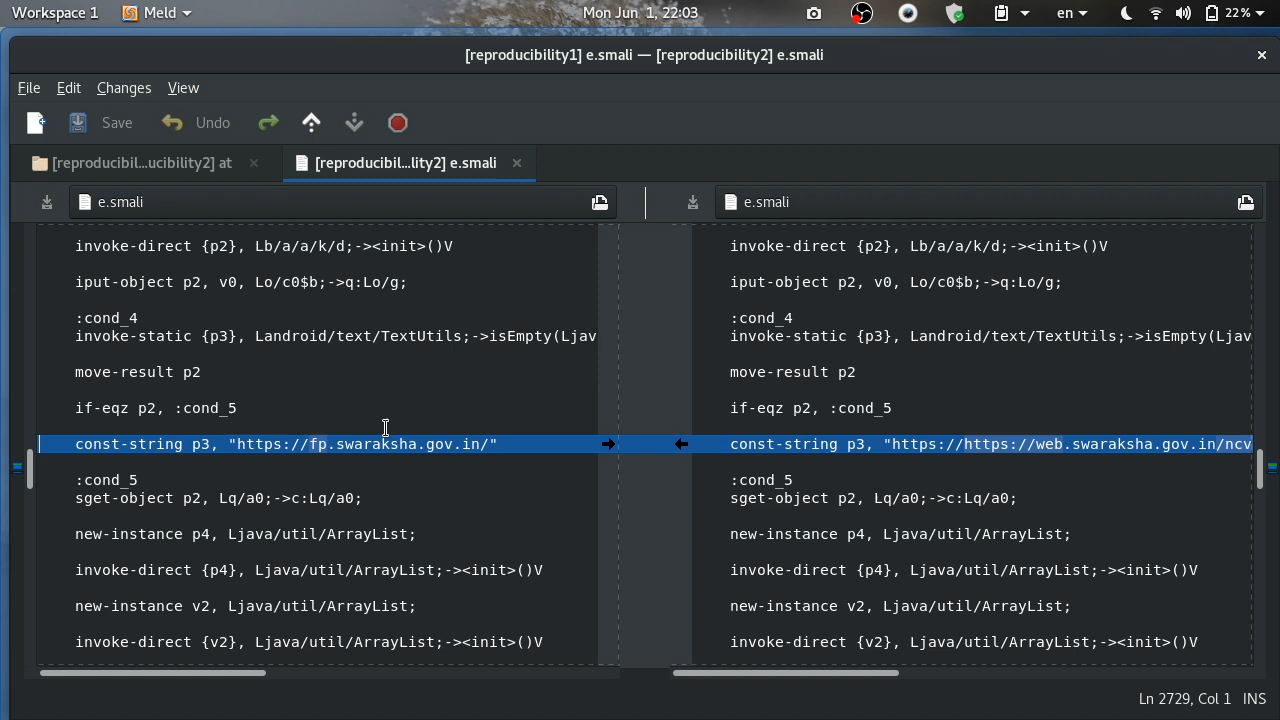 Workspace 1 Meld Mon Jun 1, 22:03 en 22%
[reproducibility1] e.smali — [reproducibility2] e.smali ×
File Edit Changes View
Save Undo
[reproducibil...ucibility2] at × [reproducibil...lity2] e.smali ×
e.smali
invoke-direct {p2}, Lb/a/a/k/d;-><init>()V
iput-object p2, v0, Lo/c0$b;->q:Lo/g;
:cond_4
invoke-static {p3}, Landroid/text/TextUtils;->isEmpty(Ljav
move-result p2
if-eqz p2, :cond_5
const-string p3, "https://fp.swaraksha.gov.in/"
:cond_5
sget-object p2, Lq/a0;->c:Lq/a0;
new-instance p4, Ljava/util/ArrayList;
invoke-direct {p4}, Ljava/util/ArrayList;-><init>()V
new-instance v2, Ljava/util/ArrayList;
invoke-direct {v2}, Ljava/util/ArrayList;-><init>()V
e.smali
invoke-direct {p2}, Lb/a/a/k/d;-><init>()V
iput-object p2, v0, Lo/c0$b;->q:Lo/g;
:cond_4
invoke-static {p3}, Landroid/text/TextUtils;->isEmpty(Ljav
move-result p2
if-eqz p2, :cond_5
const-string p3, "https://https://web.swaraksha.gov.in/ncv
:cond_5
sget-object p2, Lq/a0;->c:Lq/a0;
new-instance p4, Ljava/util/ArrayList;
invoke-direct {p4}, Ljava/util/ArrayList;-><init>()V
new-instance v2, Ljava/util/ArrayList;
invoke-direct {v2}, Ljava/util/ArrayList;-><init>()V
Ln 2729, Col 1 INS